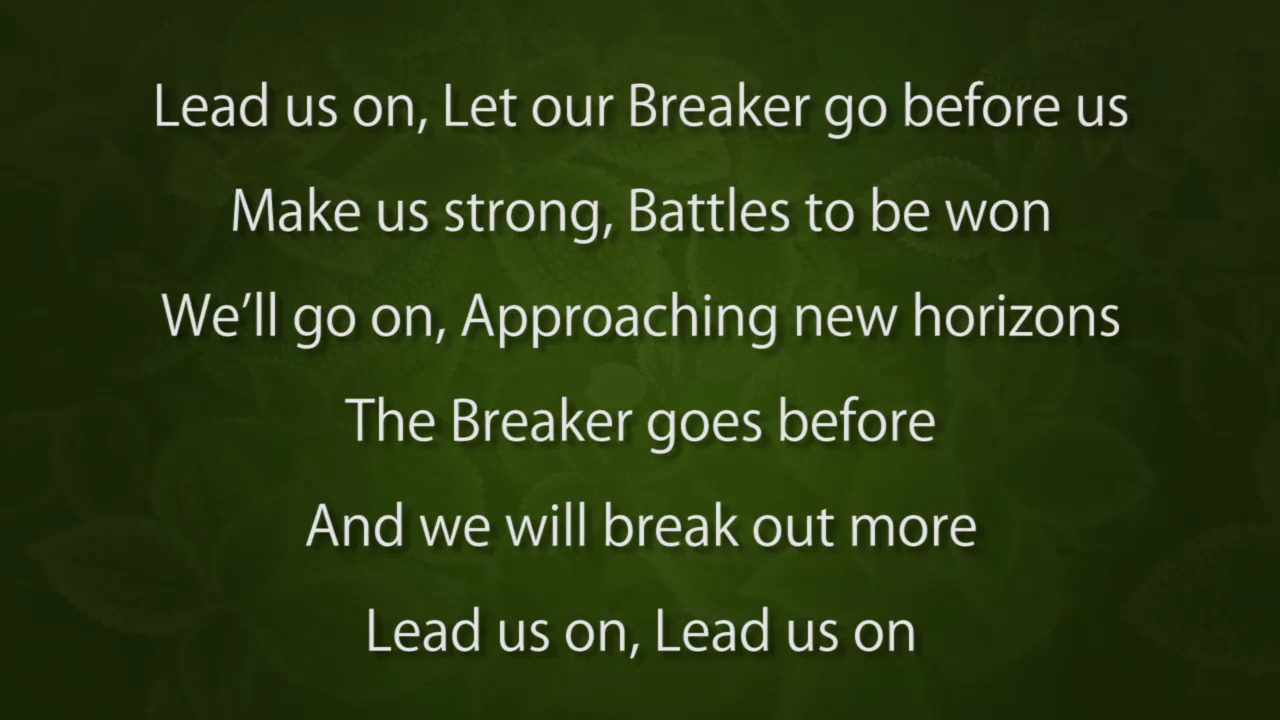 Lead us on, Let our Breaker go before us
Make us strong, Battles to be won
We’ll go on, Approaching new horizons
The Breaker goes before
And we will break out more
Lead us on, Lead us on